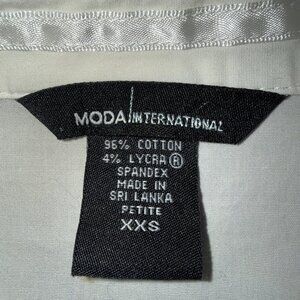 MODA INTERNATIONAL
96% COTTON
4% LYCRA®
SPANDEX
MADE IN
SRI LANKA
PETITE
XXS